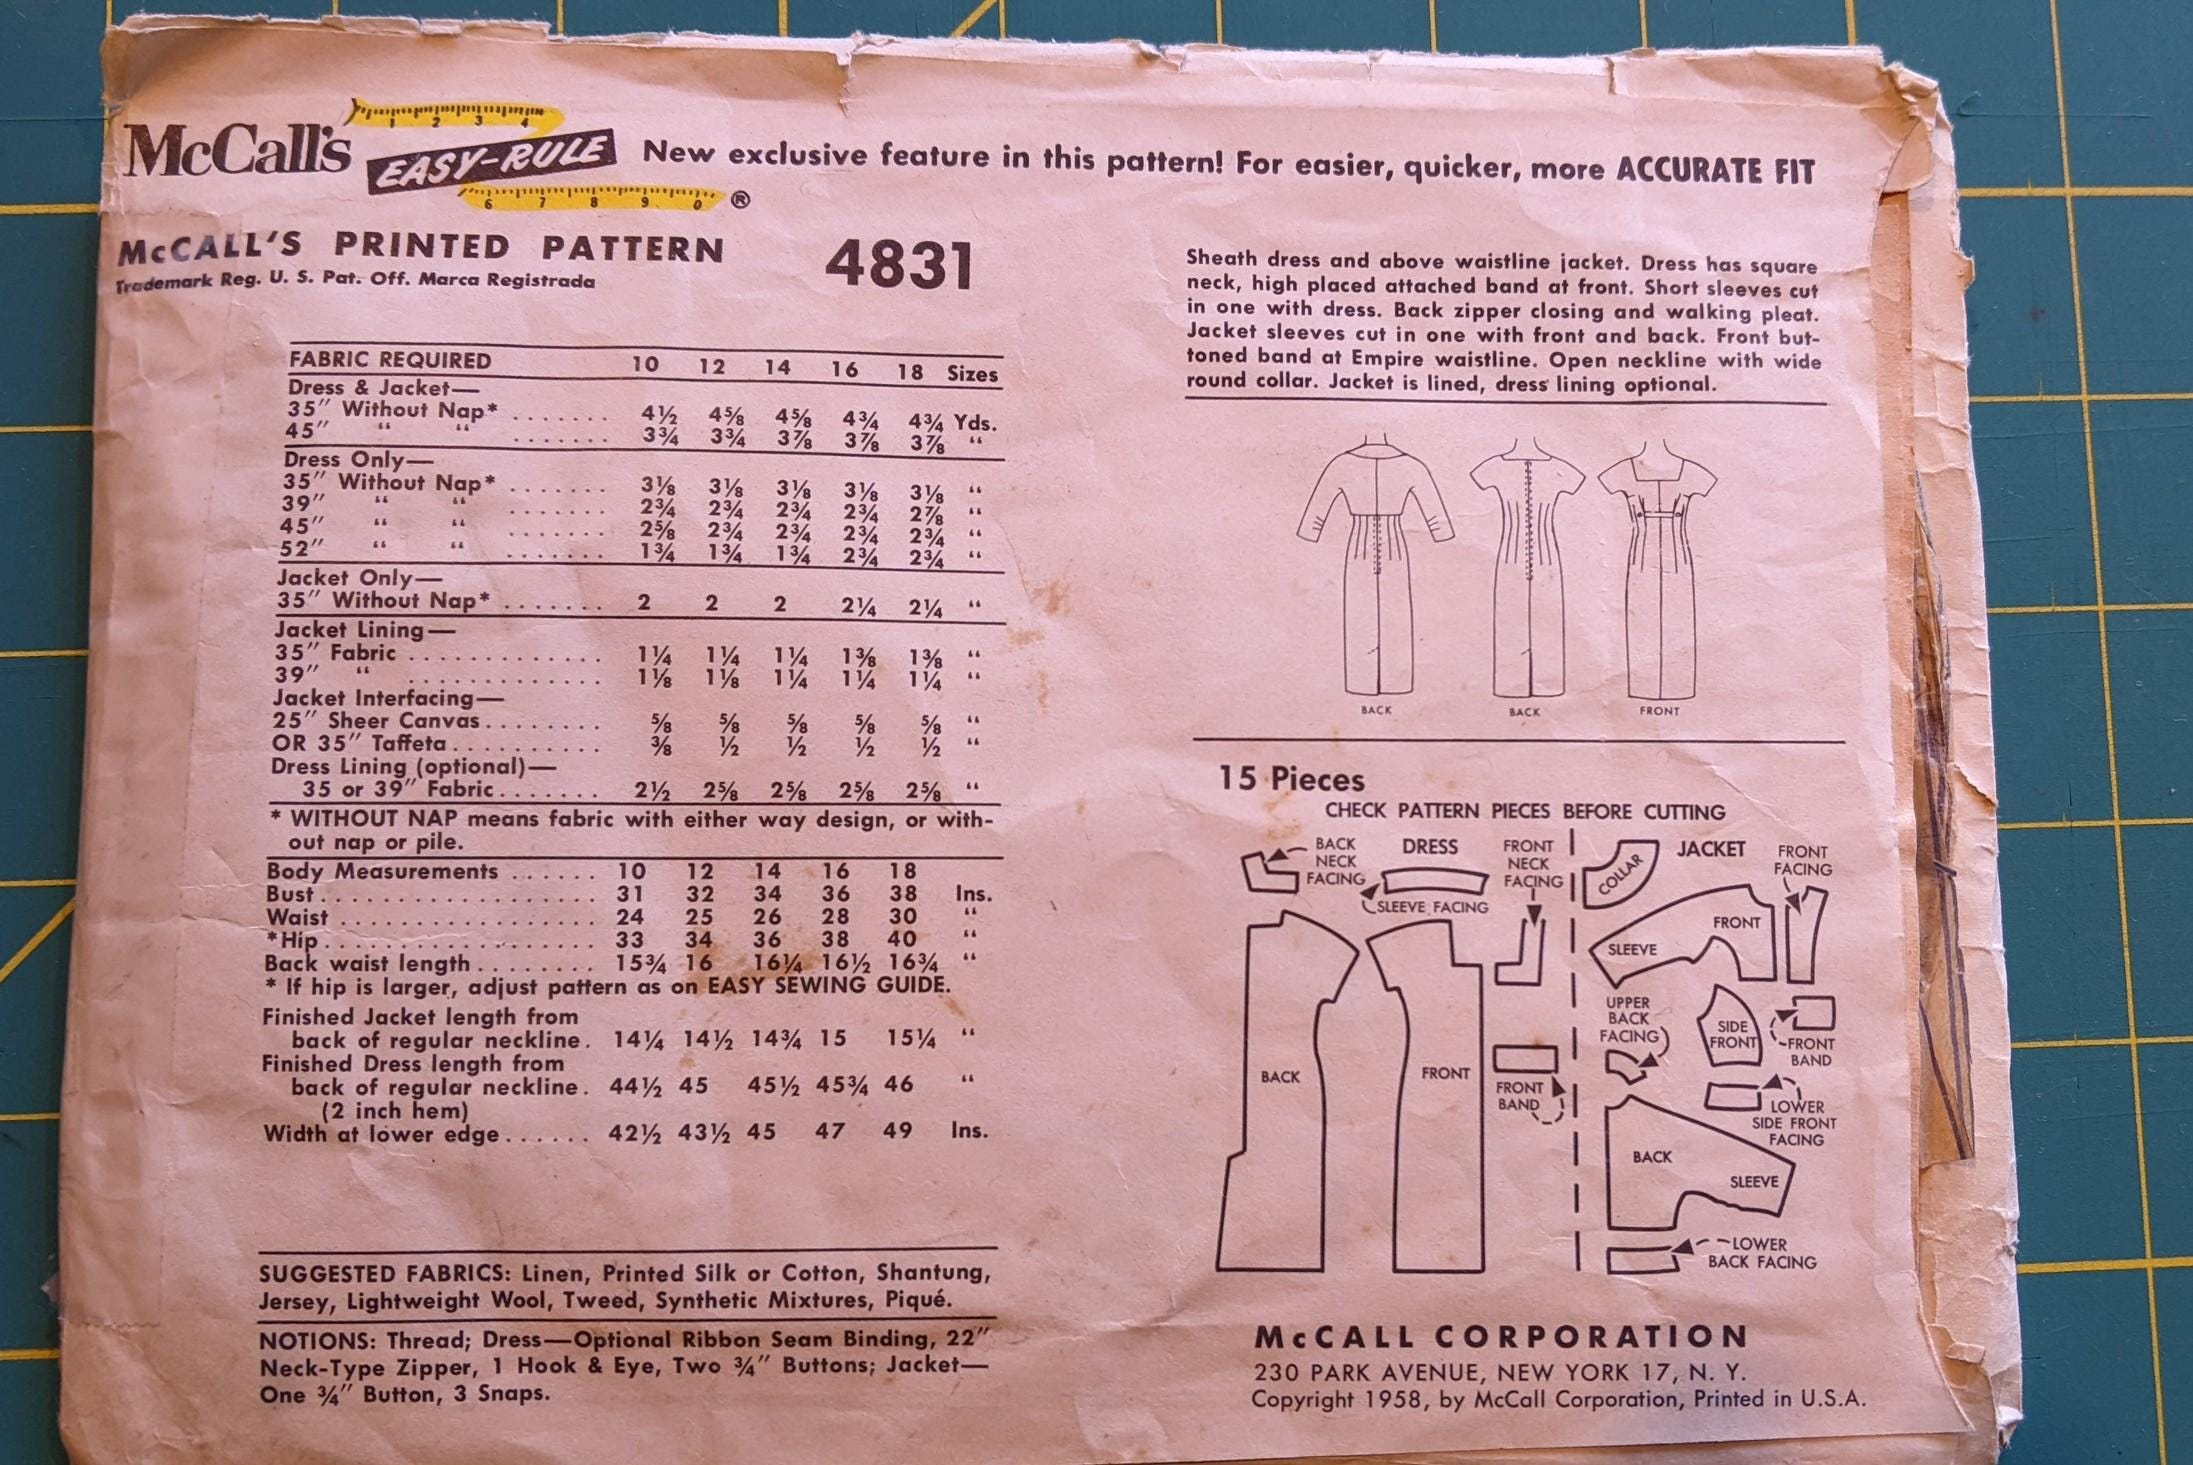 McCall's EASY-RULE ® New exclusive feature in this pattern! For easier, quicker, more ACCURATE FIT
1 2 3 4
6 7 8 9 0
McCALL'S PRINTED PATTERN 4831
Trademark Reg. U. S. Pat. Off. Marca Registrada
FABRIC REQUIRED 10 12 14 16 18 Sizes
Dress & Jacket—
35″ Without Nap* ....... 4½ 4⅝ 4⅝ 4¾ 4¾ Yds.
45″ “ “ ....... 3¾ 3¾ 3⅞ 3⅞ 3⅞ “
Dress Only—
35″ Without Nap* ....... 3⅛ 3⅛ 3⅛ 3⅛ 3⅛ “
39″ “ “ ....... 2¾ 2¾ 2¾ 2¾ 2⅞ “
45″ “ “ ....... 2⅝ 2¾ 2¾ 2¾ 2¾ “
52″ “ “ ....... 1¾ 1¾ 1¾ 2¾ 2¾ “
Jacket Only—
35″ Without Nap* ....... 2 2 2 2¼ 2¼ “
Jacket Lining—
35″ Fabric ............. 1¼ 1¼ 1¼ 1⅜ 1⅜ “
39″ “ ............. 1⅛ 1⅛ 1¼ 1¼ 1¼ “
Jacket Interfacing—
25″ Sheer Canvas........ ⅝ ⅝ ⅝ ⅝ ⅝ “
OR 35″ Taffeta.......... ⅜ ½ ½ ½ ½ “
Dress Lining (optional)—
35 or 39″ Fabric....... 2½ 2⅝ 2⅝ 2⅝ 2⅝ “
* WITHOUT NAP means fabric with either way design, or with-
out nap or pile.
Body Measurements ...... 10 12 14 16 18
Bust.................. 31 32 34 36 38 Ins.
Waist ................. 24 25 26 28 30 “
*Hip.................. 33 34 36 38 40 “
Back waist length........ 15¾ 16 16¼ 16½ 16¾ “
* If hip is larger, adjust pattern as on EASY SEWING GUIDE.
Finished Jacket length from
back of regular neckline. 14¼ 14½ 14¾ 15 15¼ “
Finished Dress length from
back of regular neckline. 44½ 45 45½ 45¾ 46 “
(2 inch hem)
Width at lower edge...... 42½ 43½ 45 47 49 Ins.
SUGGESTED FABRICS: Linen, Printed Silk or Cotton, Shantung,
Jersey, Lightweight Wool, Tweed, Synthetic Mixtures, Piqué.
NOTIONS: Thread; Dress—Optional Ribbon Seam Binding, 22″
Neck-Type Zipper, 1 Hook & Eye, Two ¾″ Buttons; Jacket—
One ¾″ Button, 3 Snaps.
Sheath dress and above waistline jacket. Dress has square
neck, high placed attached band at front. Short sleeves cut
in one with dress. Back zipper closing and walking pleat.
Jacket sleeves cut in one with front and back. Front but-
toned band at Empire waistline. Open neckline with wide
round collar. Jacket is lined, dress lining optional.
BACK BACK FRONT
15 Pieces
CHECK PATTERN PIECES BEFORE CUTTING
DRESS
BACK
NECK
FACING
SLEEVE FACING
FRONT
NECK
FACING
BACK
FRONT
FRONT
BAND
JACKET
COLLAR
FRONT
FACING
FRONT
SLEEVE
UPPER
BACK
FACING
SIDE
FRONT
FRONT
BAND
LOWER
SIDE FRONT
FACING
BACK
SLEEVE
LOWER
BACK FACING
McCALL CORPORATION
230 PARK AVENUE, NEW YORK 17, N. Y.
Copyright 1958, by McCall Corporation, Printed in U.S.A.